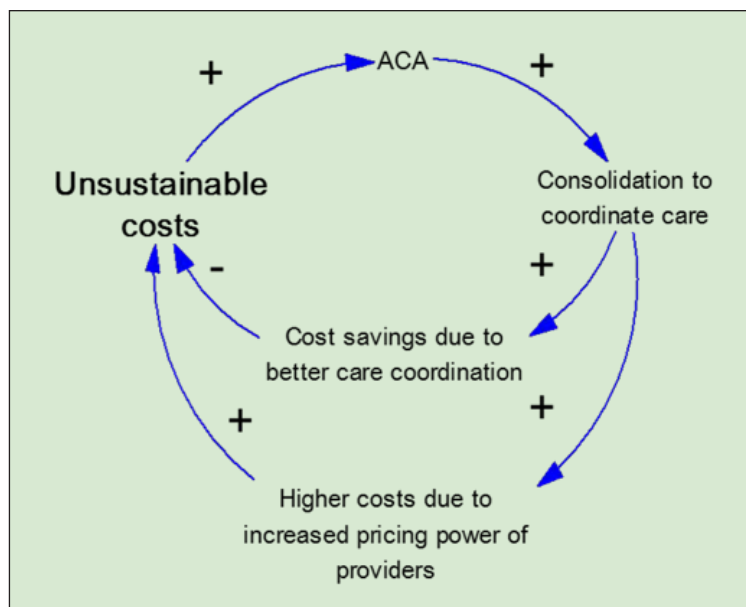 +
ACA
+
Unsustainable
costs
Consolidation to
coordinate care
-
+
Cost savings due to
better care coordination
+
+
Higher costs due to
increased pricing power of
providers